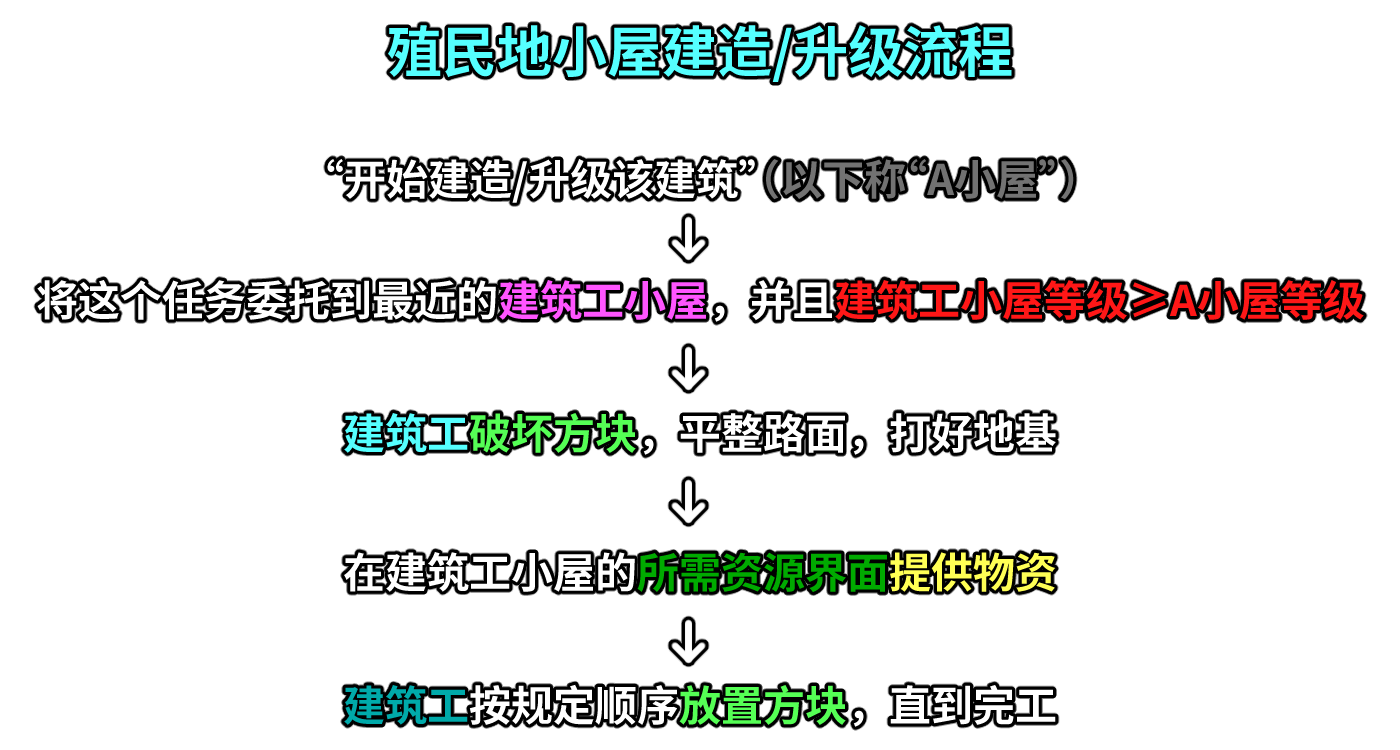 殖民地小屋建造/升级流程
“开始建造/升级该建筑”（以下称“A小屋”）
↓
将这个任务委托到最近的建筑工小屋，并且建筑工小屋等级≥A小屋等级
↓
建筑工破坏方块，平整路面，打好地基
↓
在建筑工小屋的所需资源界面提供物资
↓
建筑工按规定顺序放置方块，直到完工